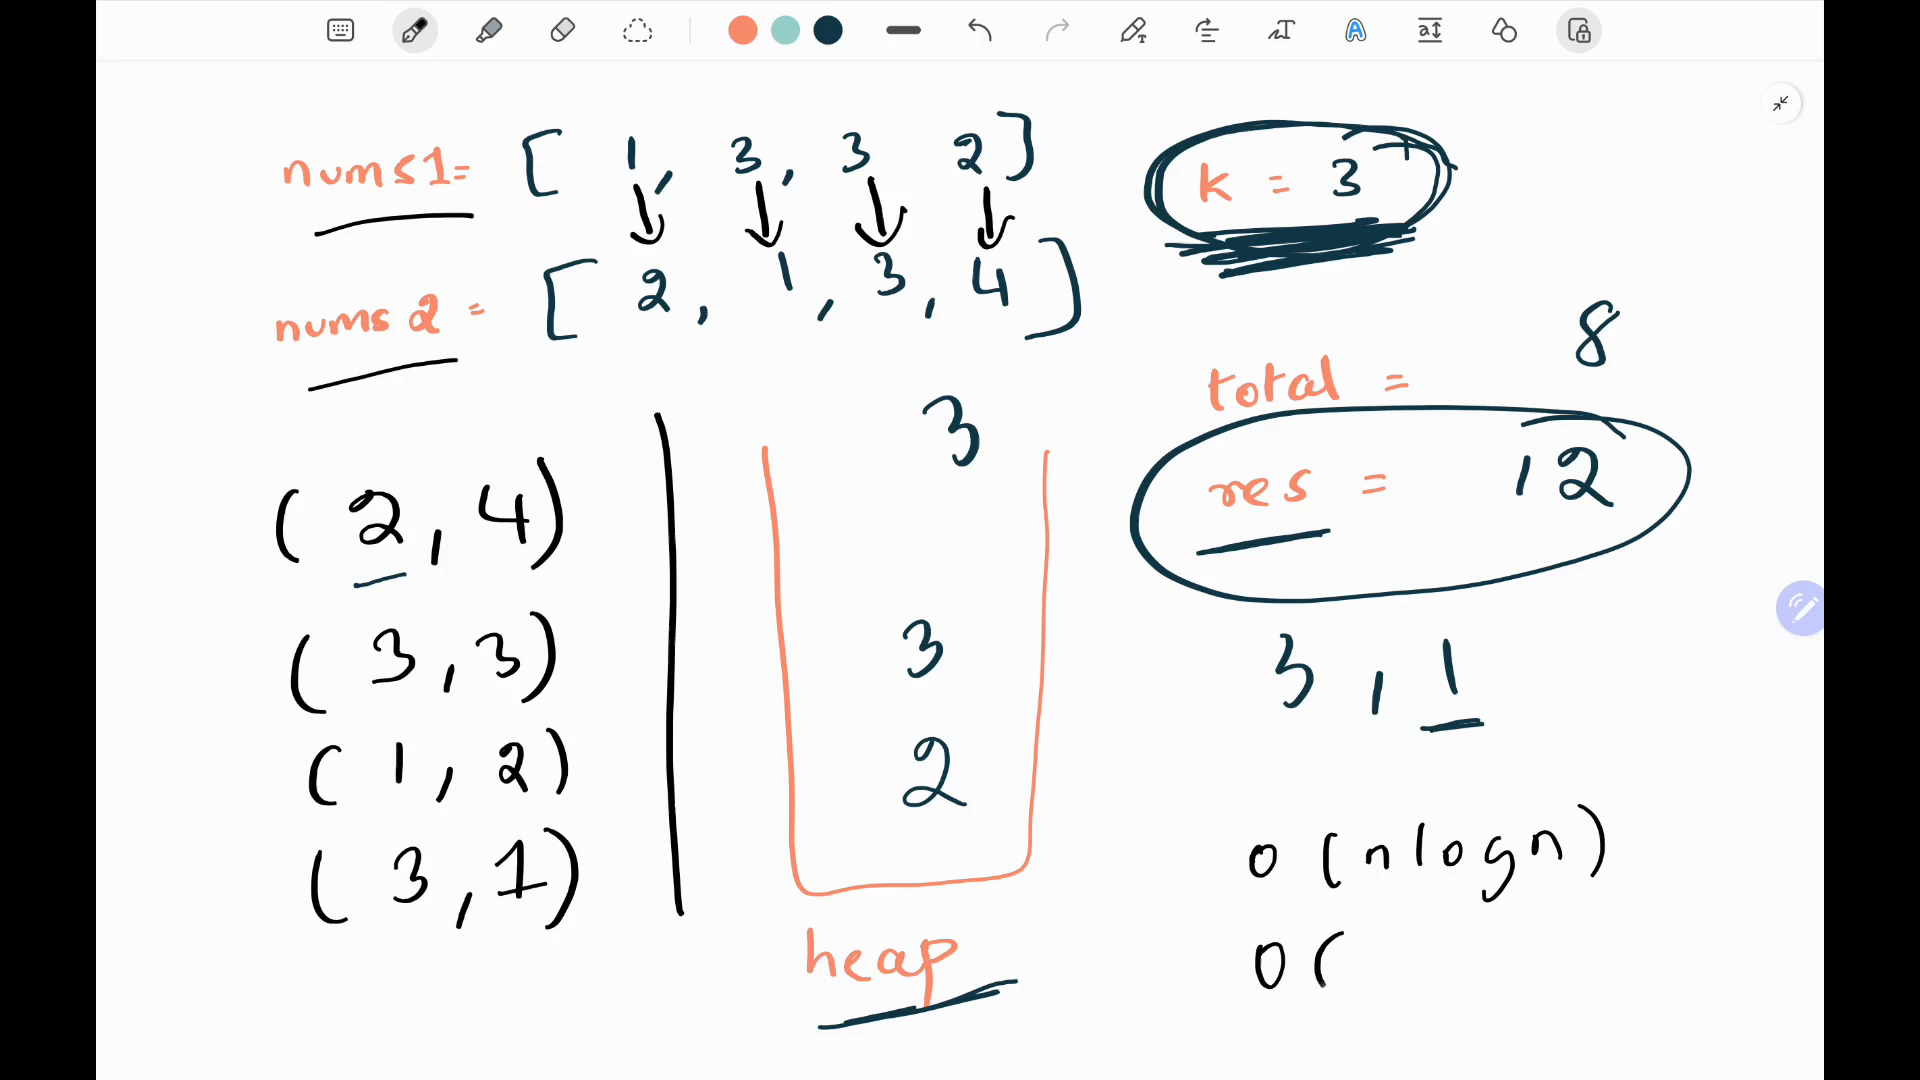 nums1= [ 1, 3, 3 2 ]
k = 3
nums2 = [ 2, 1, 3, 4 ]
8
total =
3
res = 12
( 2, 4)
( 3, 3)
3
3, 1
( 1, 2)
2
( 3, 1)
O (nlogn)
heap
O (